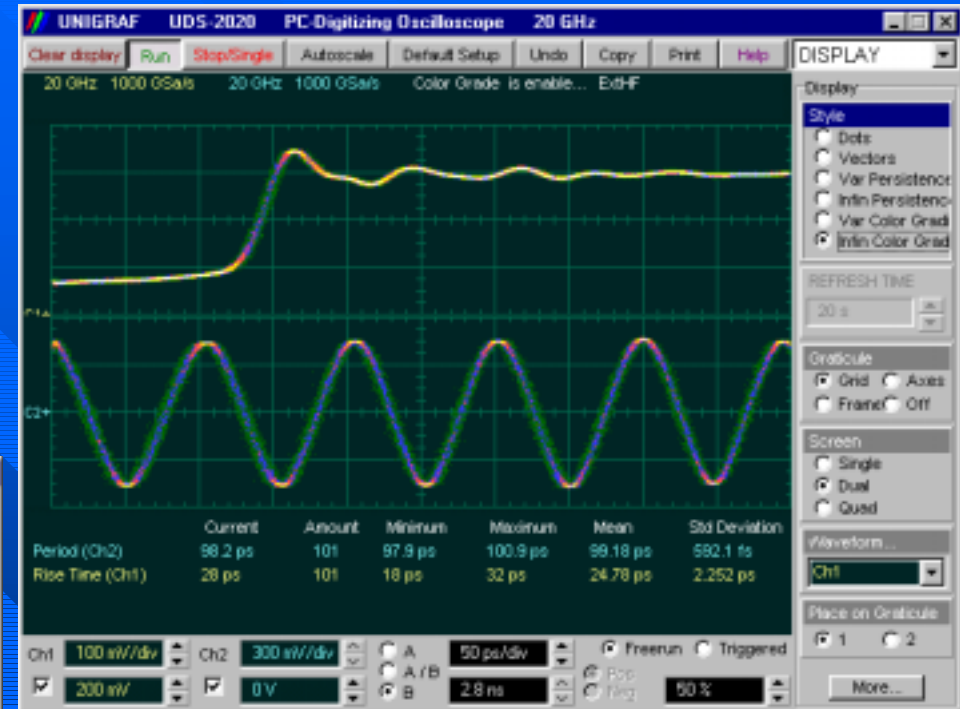 UNIGRAF UDS-2020 PC-Digitizing Oscilloscope 20 GHz
Clear display Run Stop/Single Autoscale Default Setup Undo Copy Print Help DISPLAY
20 GHz 1000 GSa/s 20 GHz 1000 GSa/s Color Grade is enable... ExtHF
Display
Style
Dots
Vectors
Var Persistence
Infin Persistenc
Var Color Gradi
Infin Color Grad
REFRESH TIME
20 s
C1
Graticule
Grid Axes
Frame Off
C2+
Screen
Single
Dual
Quad
Current Amount Minimum Maximum Mean Std Deviation
Period (Ch2) 98.2 ps 101 97.9 ps 100.9 ps 99.18 ps 592.1 fs
Rise Time (Ch1) 28 ps 101 18 ps 32 ps 24.78 ps 2.252 ps
Waveform...
Ch1
Place on Graticule
1 2
More...
Ch1 100 mV/div Ch2 300 mV/div A 50 ps/div Freerun Triggered
A/B Pos
200 mV 0 V B 2.8 ns Neg 50 %